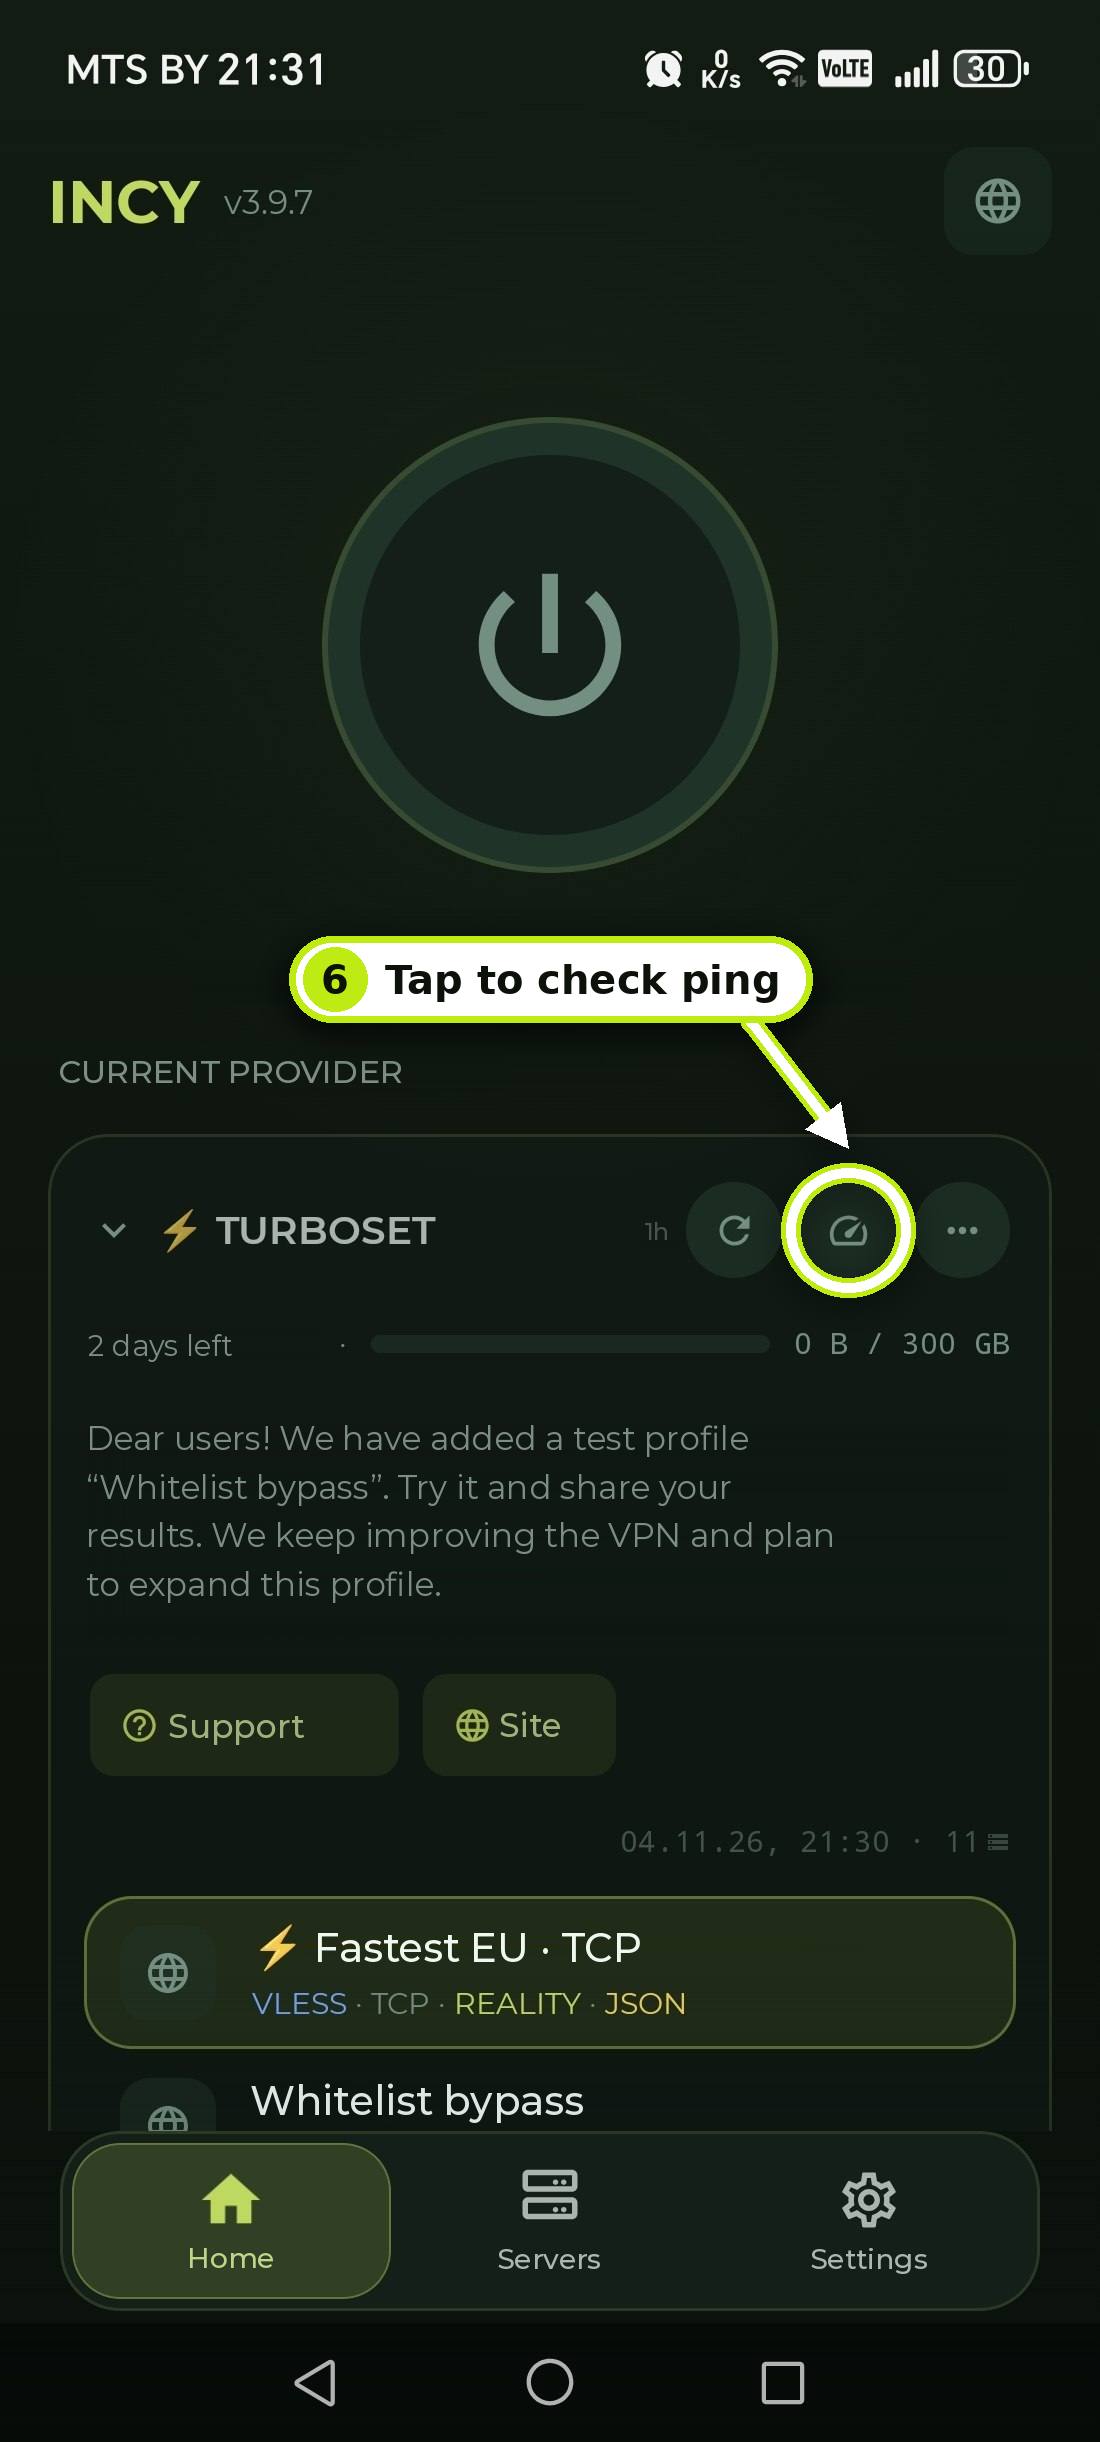 MTS BY 21:31
0 K/s
VoLTE
30
INCY v3.9.7
6 Tap to check ping
CURRENT PROVIDER
⚡ TURBOSET 1h
2 days left · 0 B / 300 GB
Dear users! We have added a test profile
“Whitelist bypass”. Try it and share your
results. We keep improving the VPN and plan
to expand this profile.
Support
Site
04.11.26, 21:30 · 11
⚡ Fastest EU · TCP
VLESS · TCP · REALITY · JSON
Whitelist bypass
Home
Servers
Settings